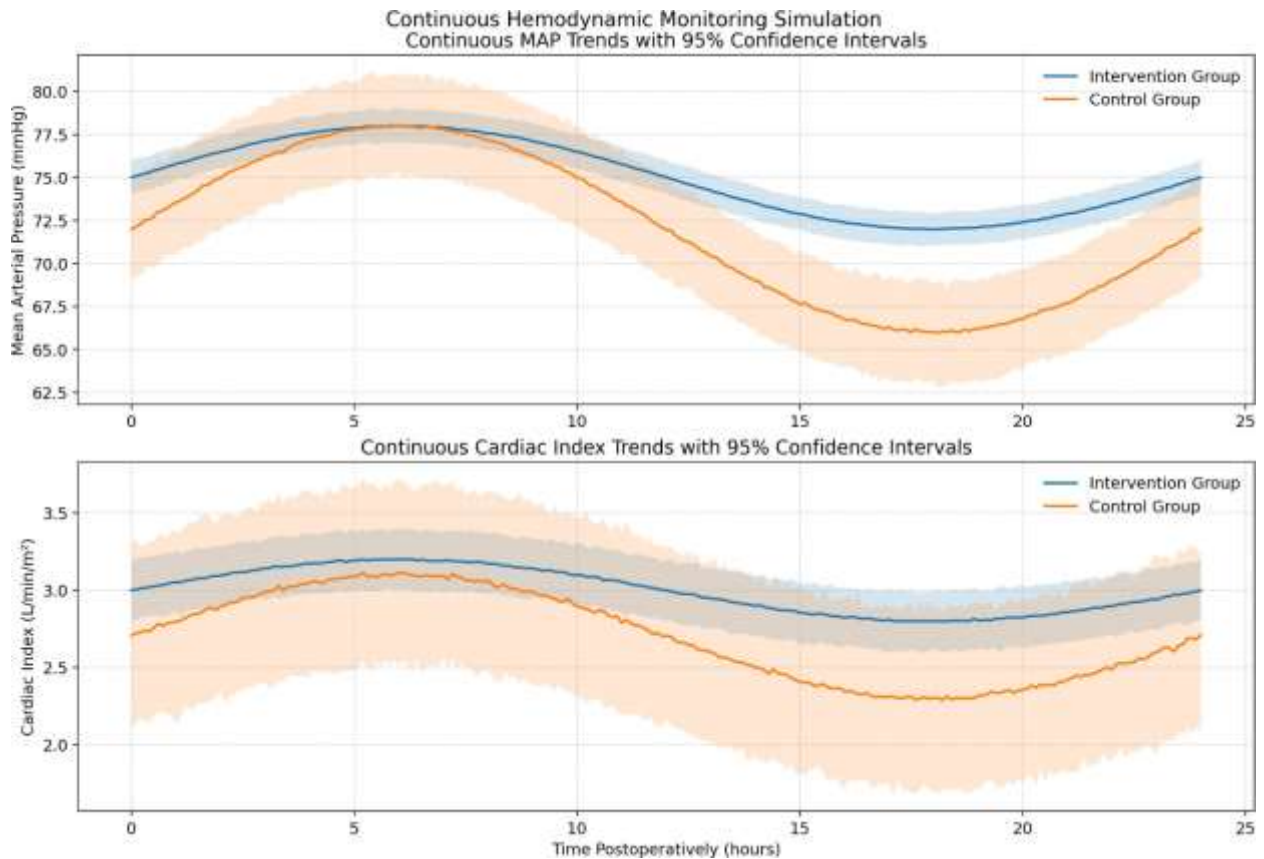 Continuous Hemodynamic Monitoring Simulation
Continuous MAP Trends with 95% Confidence Intervals
Mean Arterial Pressure (mmHg)
80.0
77.5
75.0
72.5
70.0
67.5
65.0
62.5
Intervention Group
Control Group
0 5 10 15 20 25
Continuous Cardiac Index Trends with 95% Confidence Intervals
Cardiac Index (L/min/m²)
3.5
3.0
2.5
2.0
Intervention Group
Control Group
0 5 10 15 20 25
Time Postoperatively (hours)